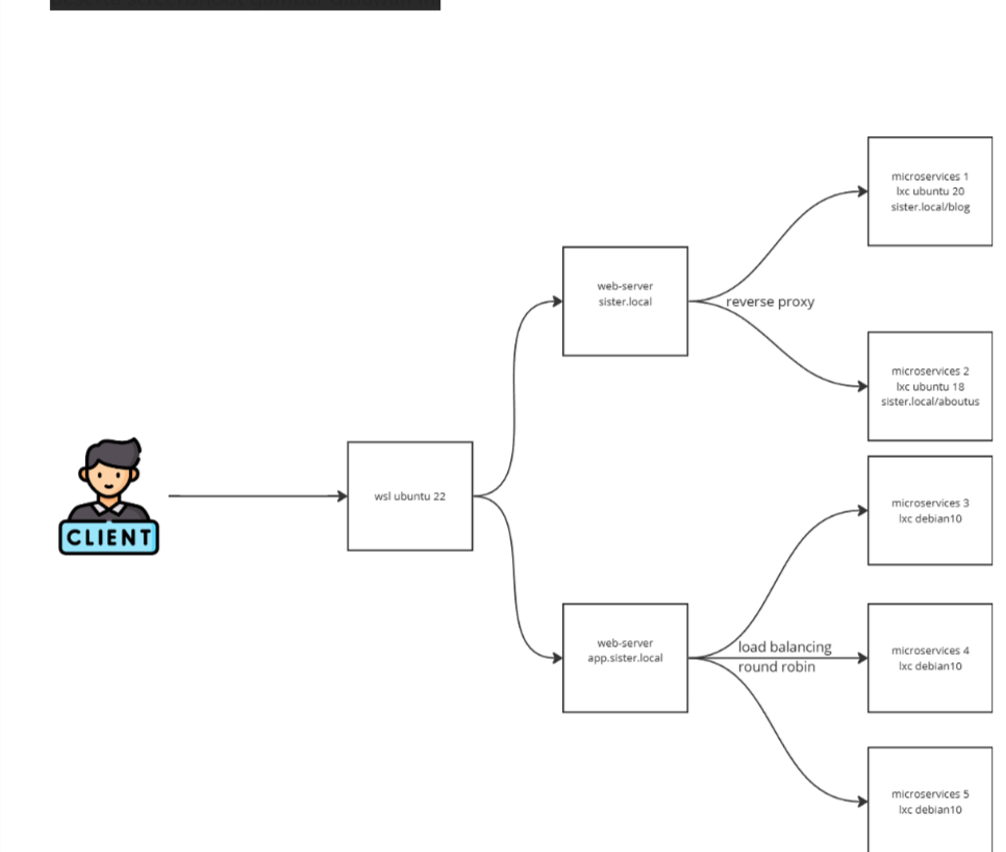 microservices 1
lxc ubuntu 20
sister.local/blog
web-server
sister.local
reverse proxy
microservices 2
lxc ubuntu 18
sister.local/aboutus
CLIENT
wsl ubuntu 22
microservices 3
lxc debian10
web-server
app.sister.local
load balancing
round robin
microservices 4
lxc debian10
microservices 5
lxc debian10